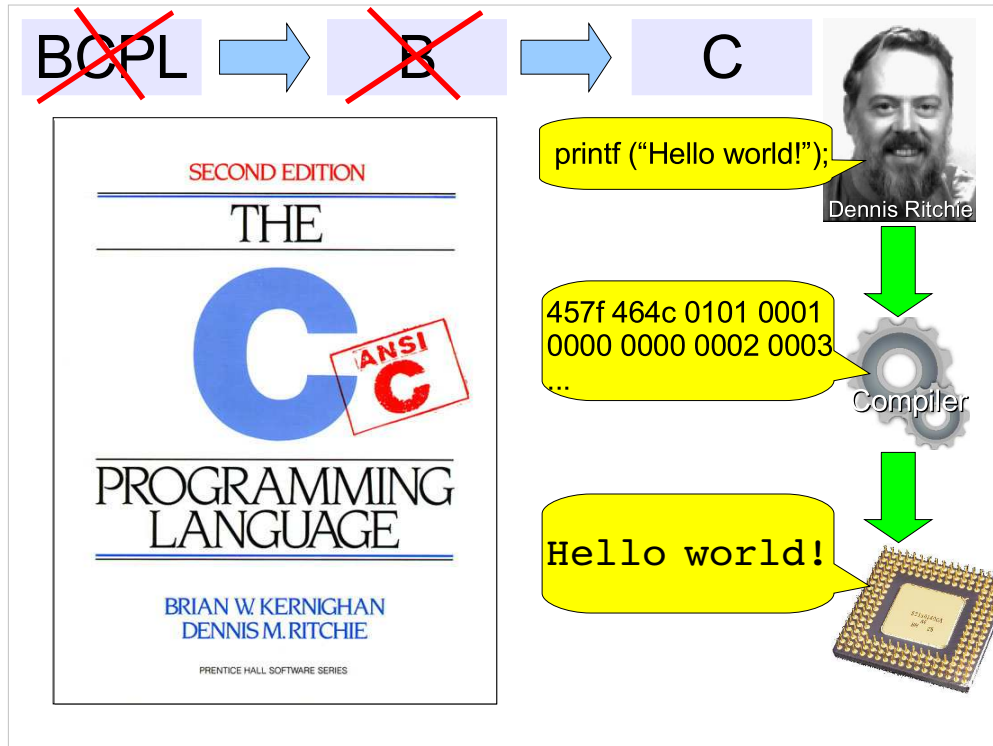 BCPL
B
C
SECOND EDITION
THE
C
ANSI
C
PROGRAMMING
LANGUAGE
BRIAN W. KERNIGHAN
DENNIS M. RITCHIE
PRENTICE HALL SOFTWARE SERIES
printf (“Hello world!”);
Dennis Ritchie
457f 464c 0101 0001
0000 0000 0002 0003
...
Compiler
Hello world!